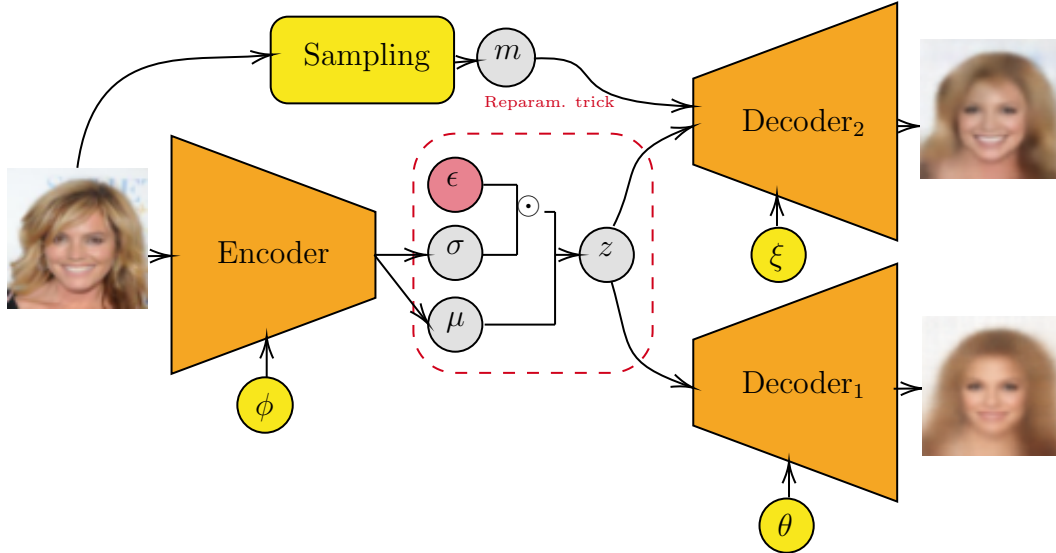 Sampling
m
Reparam. trick
Decoder₂
ϵ
⊙
σ
z
Encoder
ξ
μ
Decoder₁
ϕ
θ